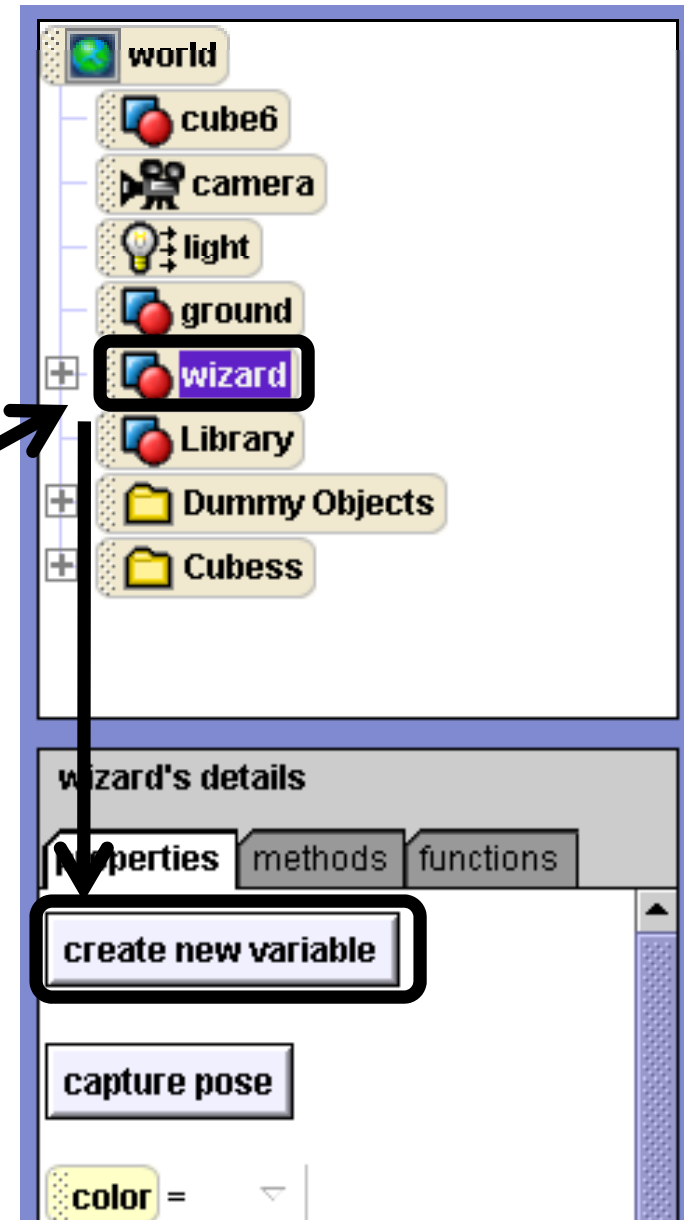 world
cube6
camera
light
ground
wizard
Library
Dummy Objects
Cubess
wizard's details
properties methods functions
create new variable
capture pose
color =